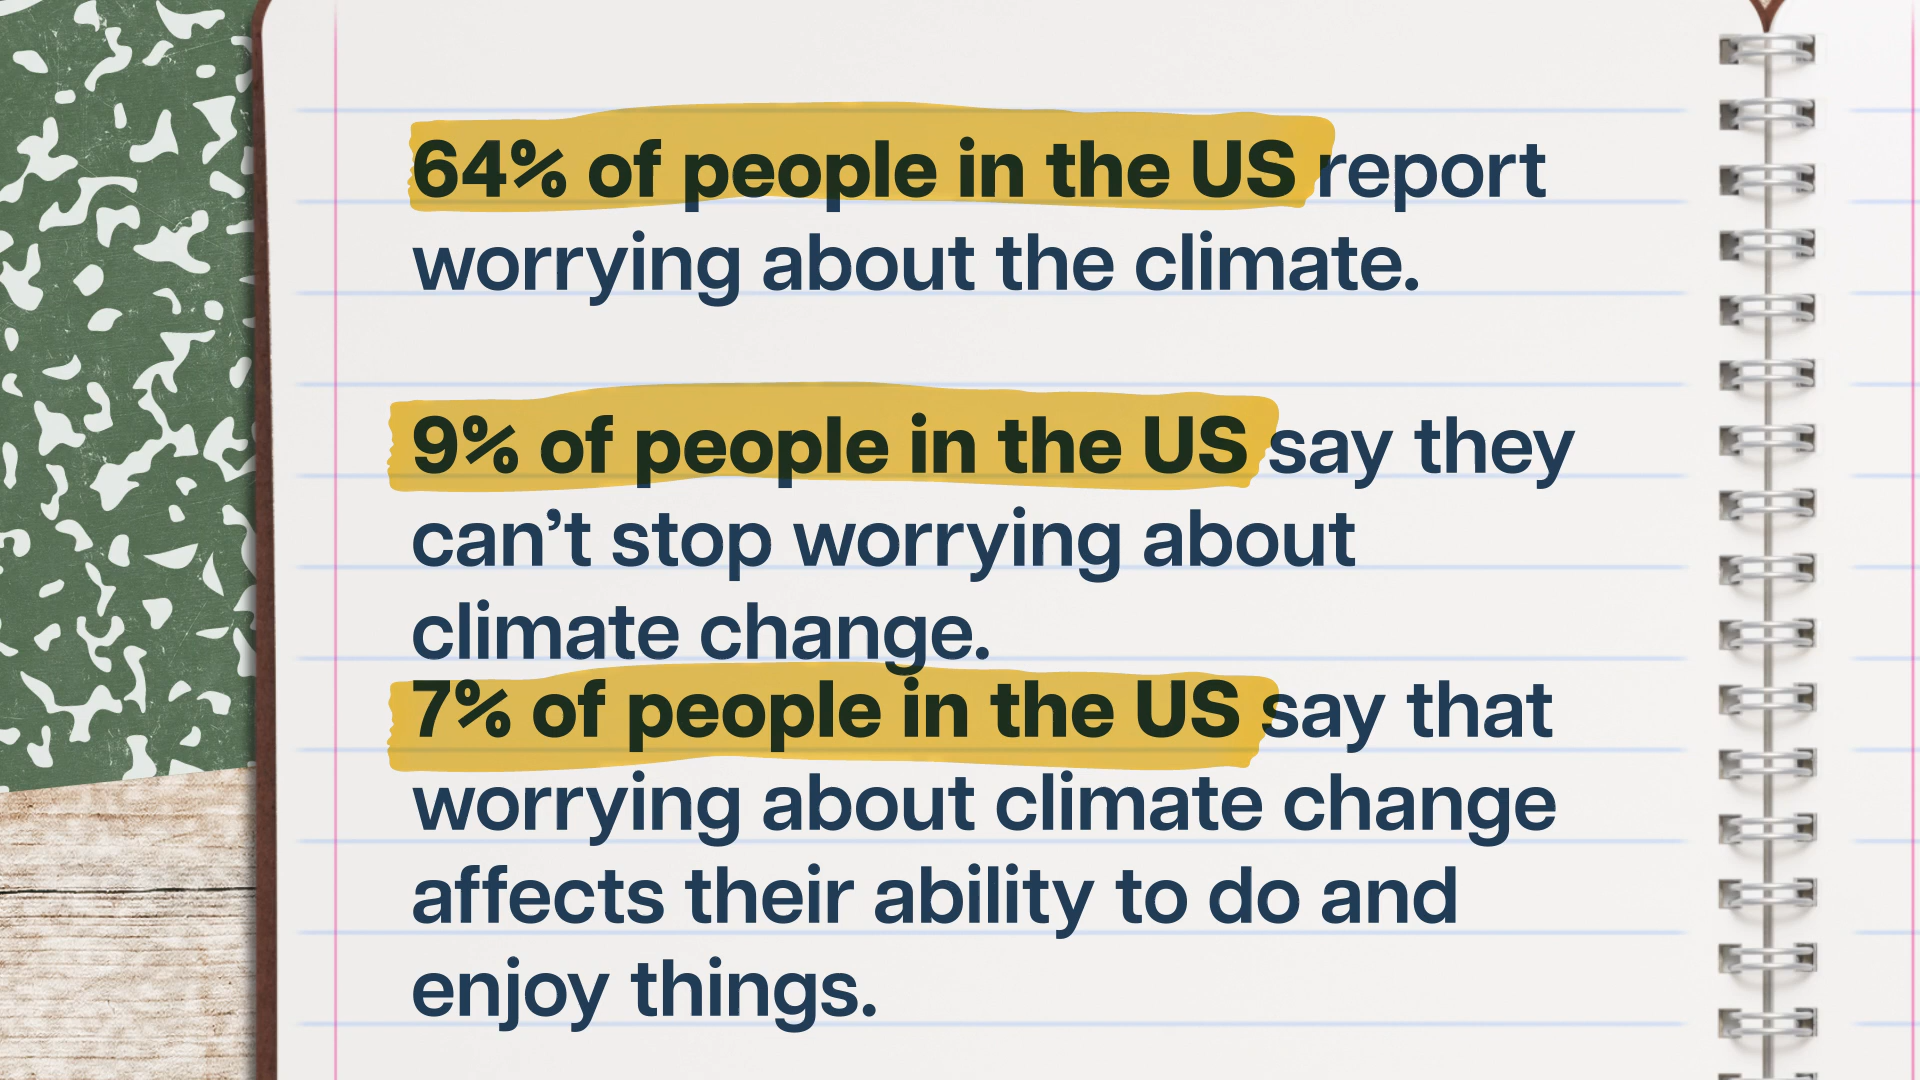 64% of people in the US report
worrying about the climate.
9% of people in the US say they
can’t stop worrying about
climate change.
7% of people in the US say that
worrying about climate change
affects their ability to do and
enjoy things.